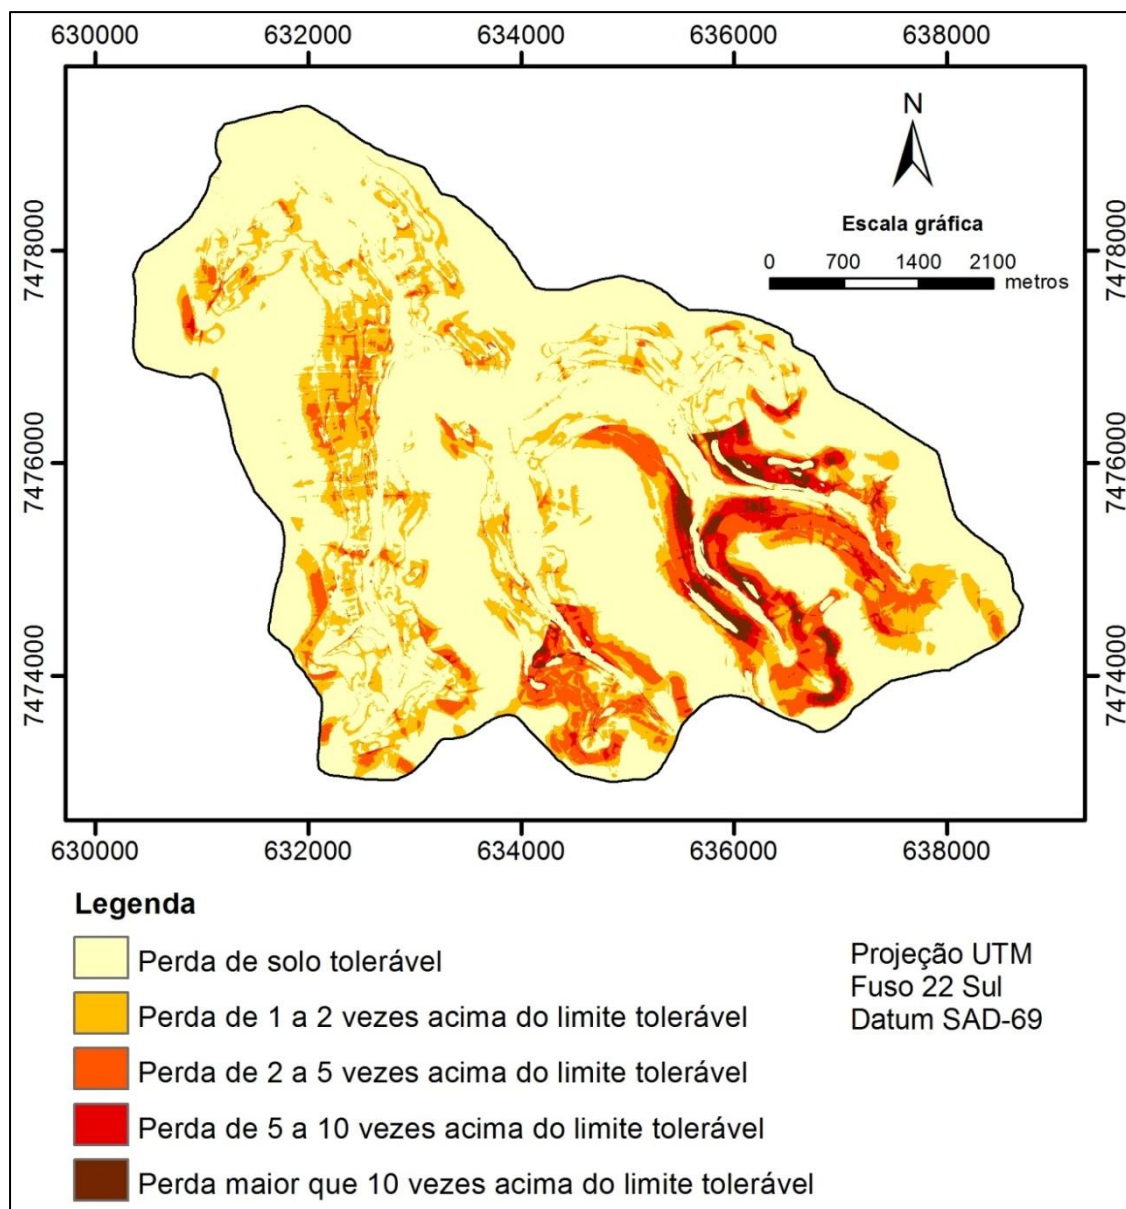 630000 632000 634000 636000 638000
N
Escala gráfica
0 700 1400 2100
metros
7478000 7478000
7476000 7476000
7474000 7474000
630000 632000 634000 636000 638000
Legenda
Perda de solo tolerável
Perda de 1 a 2 vezes acima do limite tolerável
Perda de 2 a 5 vezes acima do limite tolerável
Perda de 5 a 10 vezes acima do limite tolerável
Perda maior que 10 vezes acima do limite tolerável
Projeção UTM
Fuso 22 Sul
Datum SAD-69